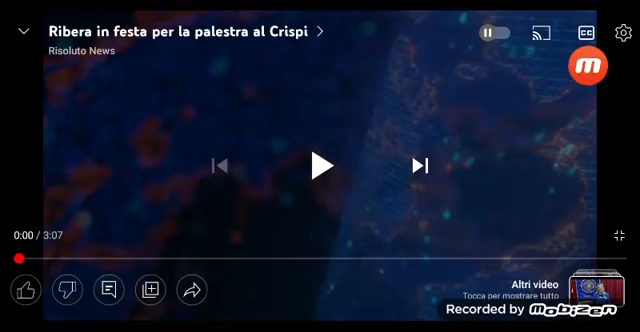 Ribera in festa per la palestra al Crispi
Risoluto News
CC
m
0:00 / 3:07
Altri video
Tocca per mostrare tutto
Recorded by MOBIZEN